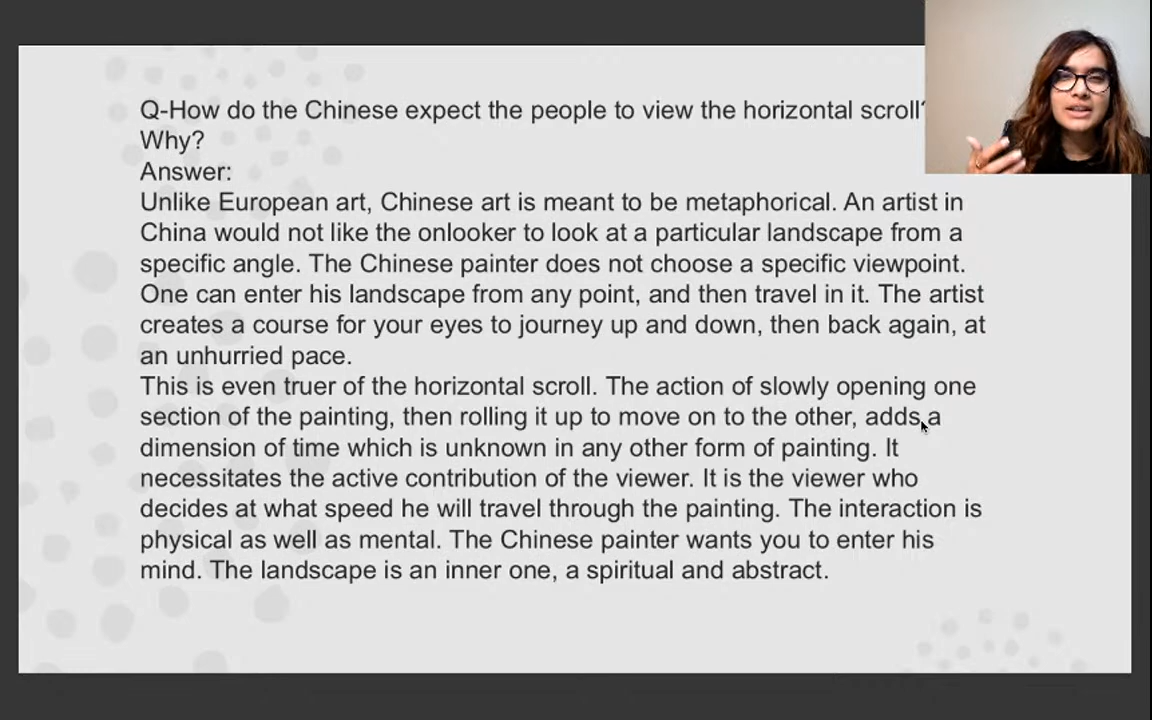 Q-How do the Chinese expect the people to view the horizontal scroll?
Why?
Answer:
Unlike European art, Chinese art is meant to be metaphorical. An artist in
China would not like the onlooker to look at a particular landscape from a
specific angle. The Chinese painter does not choose a specific viewpoint.
One can enter his landscape from any point, and then travel in it. The artist
creates a course for your eyes to journey up and down, then back again, at
an unhurried pace.
This is even truer of the horizontal scroll. The action of slowly opening one
section of the painting, then rolling it up to move on to the other, adds a
dimension of time which is unknown in any other form of painting. It
necessitates the active contribution of the viewer. It is the viewer who
decides at what speed he will travel through the painting. The interaction is
physical as well as mental. The Chinese painter wants you to enter his
mind. The landscape is an inner one, a spiritual and abstract.